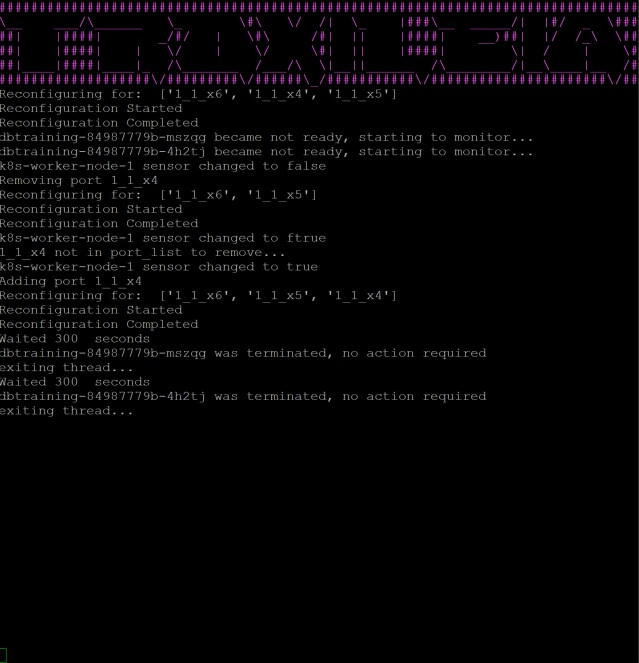 Reconfiguring for:  ['1_1_x6', '1_1_x4', '1_1_x5']
Reconfiguration Started
Reconfiguration Completed
dbtraining-84987779b-mszqg became not ready, starting to monitor...
dbtraining-84987779b-4h2tj became not ready, starting to monitor...
k8s-worker-node-1 sensor changed to false
Removing port 1_1_x4
Reconfiguring for:  ['1_1_x6', '1_1_x5']
Reconfiguration Started
Reconfiguration Completed
k8s-worker-node-1 sensor changed to ftrue
1_1_x4 not in port_list to remove...
k8s-worker-node-1 sensor changed to true
Adding port 1_1_x4
Reconfiguring for:  ['1_1_x6', '1_1_x5', '1_1_x4']
Reconfiguration Started
Reconfiguration Completed
Waited 300  seconds
dbtraining-84987779b-mszqg was terminated, no action required
exiting thread...
Waited 300  seconds
dbtraining-84987779b-4h2tj was terminated, no action required
exiting thread...